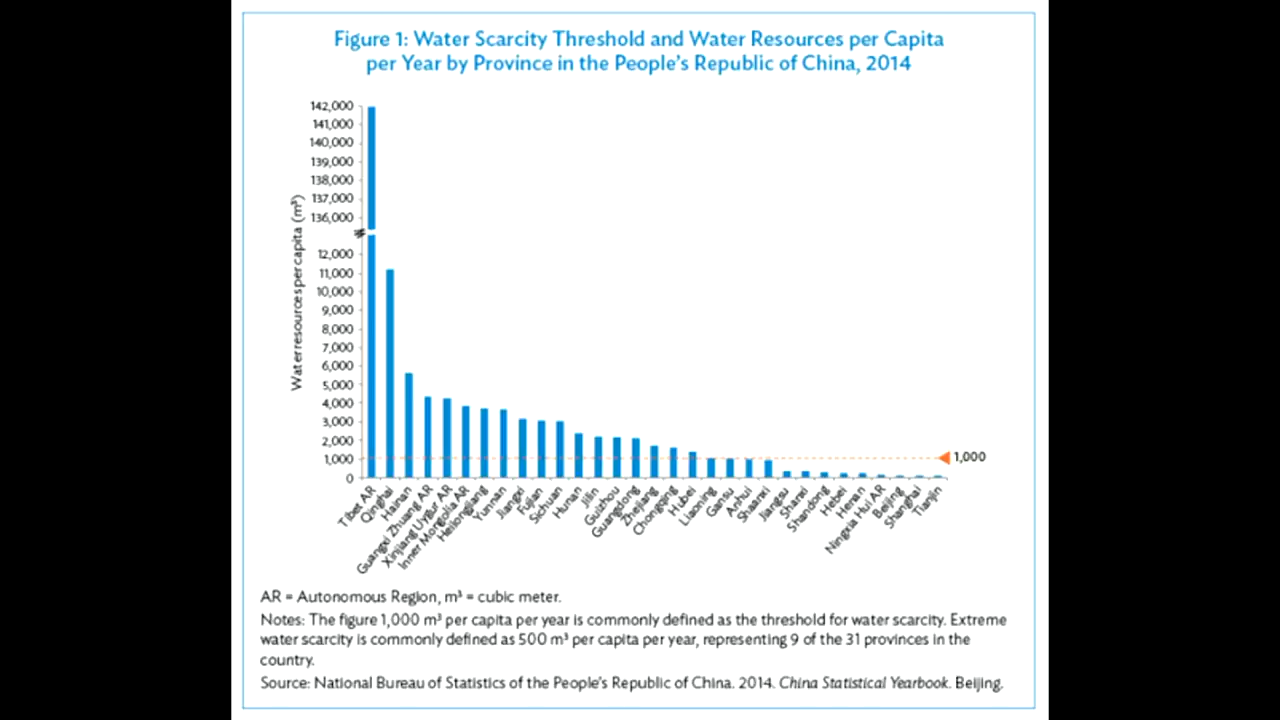 Figure 1: Water Scarcity Threshold and Water Resources per Capita
per Year by Province in the People's Republic of China, 2014
142,000
141,000
140,000
139,000
138,000
137,000
136,000
12,000
11,000
10,000
9,000
8,000
7,000
6,000
5,000
4,000
3,000
2,000
1,000
0
Water resources per capita (m³)
1,000
Tibet AR
Qinghai
Hainan
Guangxi Zhuang AR
Xinjiang Uygur AR
Inner Mongolia AR
Heilongjiang
Yunnan
Jiangxi
Fujian
Sichuan
Hunan
Jilin
Guizhou
Guangdong
Zhejiang
Chongqing
Hubei
Liaoning
Gansu
Anhui
Shaanxi
Jiangsu
Shanxi
Shandong
Hebei
Henan
Ningxia Hui AR
Beijing
Shanghai
Tianjin
AR = Autonomous Region, m³ = cubic meter.
Notes: The figure 1,000 m³ per capita per year is commonly defined as the threshold for water scarcity. Extreme
water scarcity is commonly defined as 500 m³ per capita per year, representing 9 of the 31 provinces in the
country.
Source: National Bureau of Statistics of the People's Republic of China. 2014. China Statistical Yearbook. Beijing.